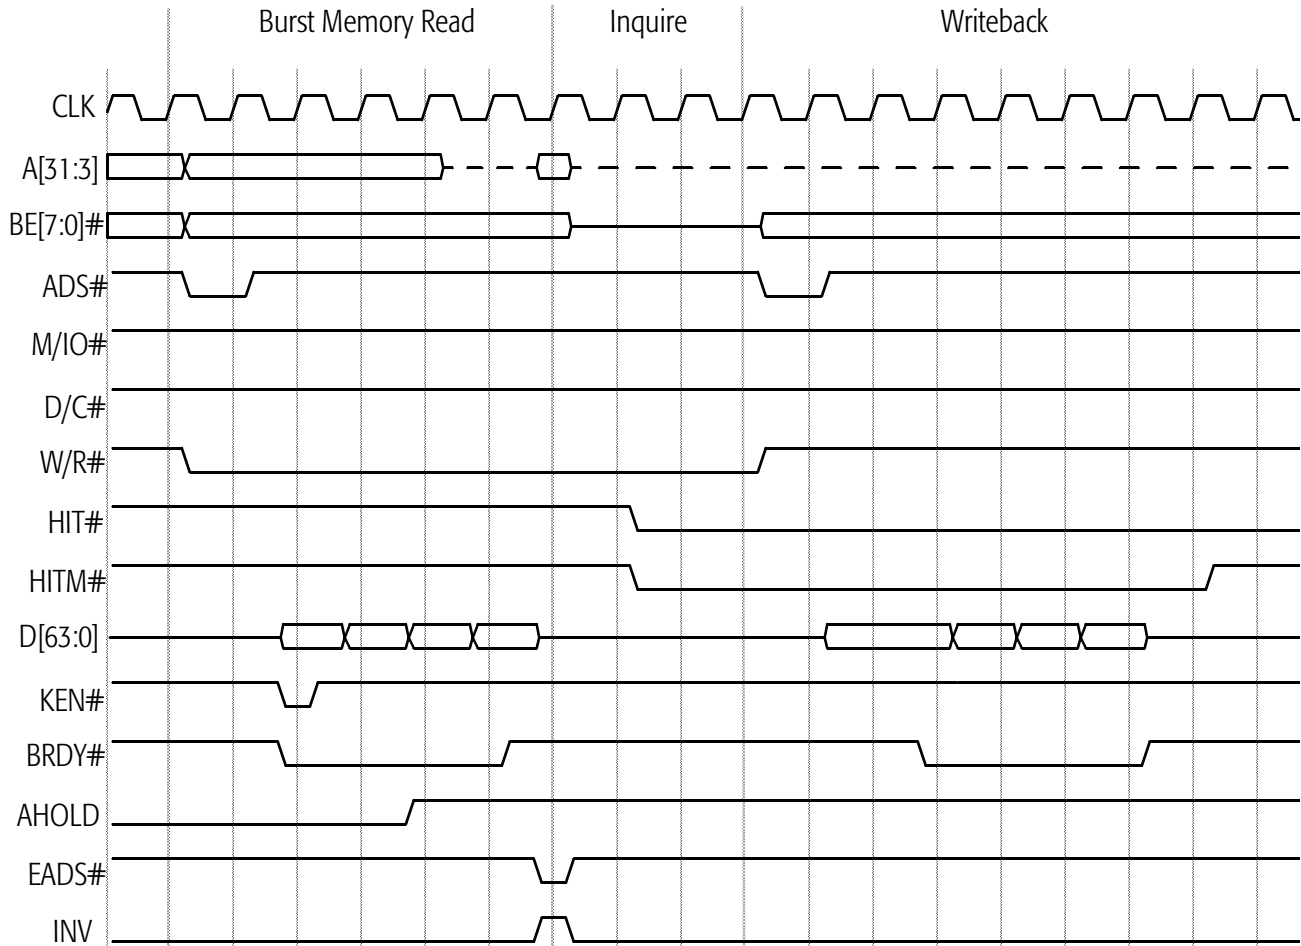 Burst Memory Read Inquire Writeback
CLK
A[31:3]
BE[7:0]#
ADS#
M/IO#
D/C#
W/R#
HIT#
HITM#
D[63:0]
KEN#
BRDY#
AHOLD
EADS#
INV